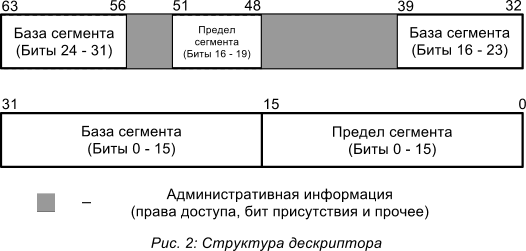 63 56 51 48 39 32
База сегмента
(Биты 24 - 31)
Предел
сегмента
(Биты 16 - 19)
База сегмента
(Биты 16 - 23)
31 15 0
База сегмента
(Биты 0 - 15)
Предел сегмента
(Биты 0 - 15)
– Административная информация
(права доступа, бит присутствия и прочее)
Рис. 2: Структура дескриптора